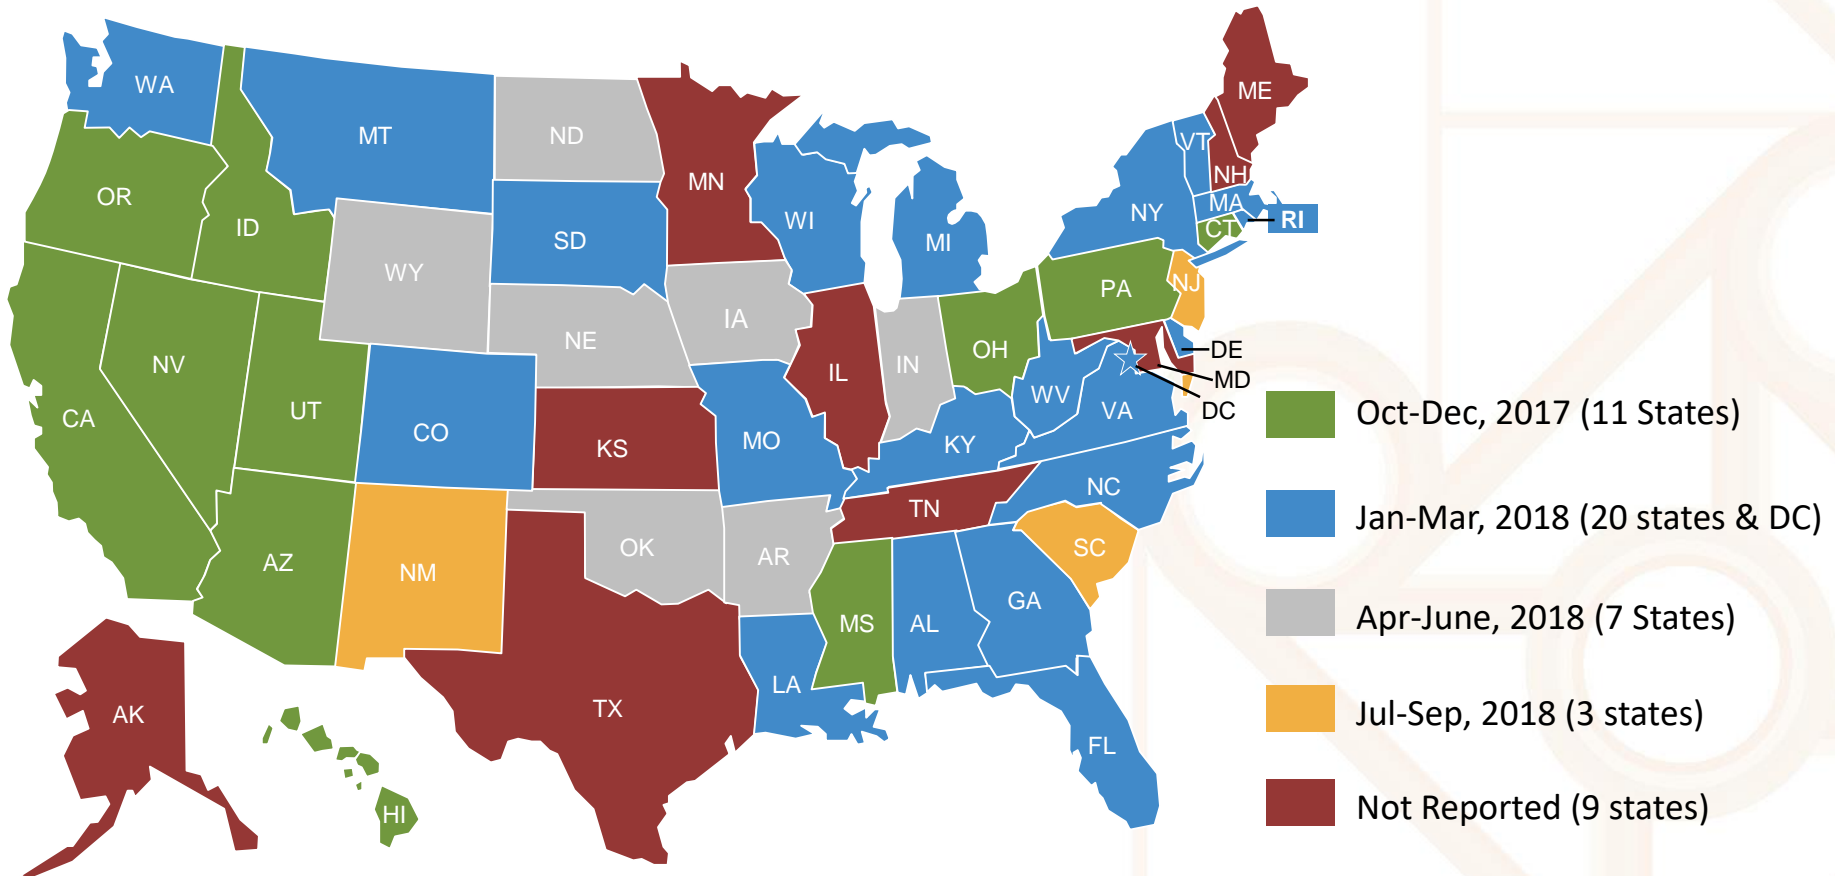 WA
MT
ND
MN
ME
VT
NH
OR
ID
WY
SD
WI
MI
NY
MA
RI
CT
NE
IA
PA
NJ
NV
UT
CO
KS
MO
IL
IN
OH
WV
VA
DE
MD
DC
CA
KY
AZ
NM
OK
AR
TN
NC
SC
MS
AL
GA
TX
LA
FL
AK
HI
Oct-Dec, 2017 (11 States)
Jan-Mar, 2018 (20 states & DC)
Apr-June, 2018 (7 States)
Jul-Sep, 2018 (3 states)
Not Reported (9 states)